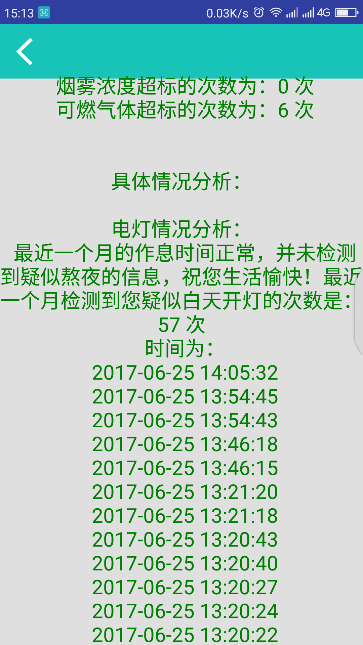 15:13
0.03K/s
4G
烟雾浓度超标的次数为：0 次
可燃气体超标的次数为：6 次
具体情况分析：
电灯情况分析：
最近一个月的作息时间正常，并未检测
到疑似熬夜的信息，祝您生活愉快！最近
一个月检测到您疑似白天开灯的次数是：
57 次
时间为：
2017-06-25 14:05:32
2017-06-25 13:54:45
2017-06-25 13:54:43
2017-06-25 13:46:18
2017-06-25 13:46:15
2017-06-25 13:21:20
2017-06-25 13:21:18
2017-06-25 13:20:43
2017-06-25 13:20:40
2017-06-25 13:20:27
2017-06-25 13:20:24
2017-06-25 13:20:22